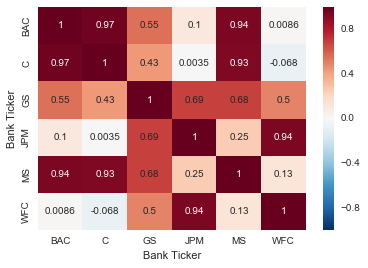 BAC 1 0.97 0.55 0.1 0.94 0.0086
C 0.97 1 0.43 0.0035 0.93 -0.068
GS 0.55 0.43 1 0.69 0.68 0.5
JPM 0.1 0.0035 0.69 1 0.25 0.94
MS 0.94 0.93 0.68 0.25 1 0.13
WFC 0.0086 -0.068 0.5 0.94 0.13 1
BAC C GS JPM MS WFC
Bank Ticker
Bank Ticker
0.8
0.4
0.0
−0.4
−0.8